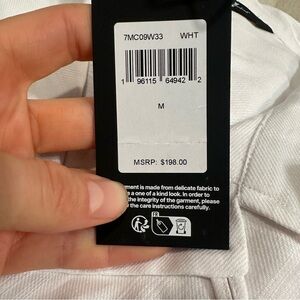 7MC09W33 WHT
1 96115 64942 2
M
MSRP: $198.00
ment is made from delicate fabric to
a one of a kind look. In order to
the integrity of the garment, please
the care instructions carefully.
FR